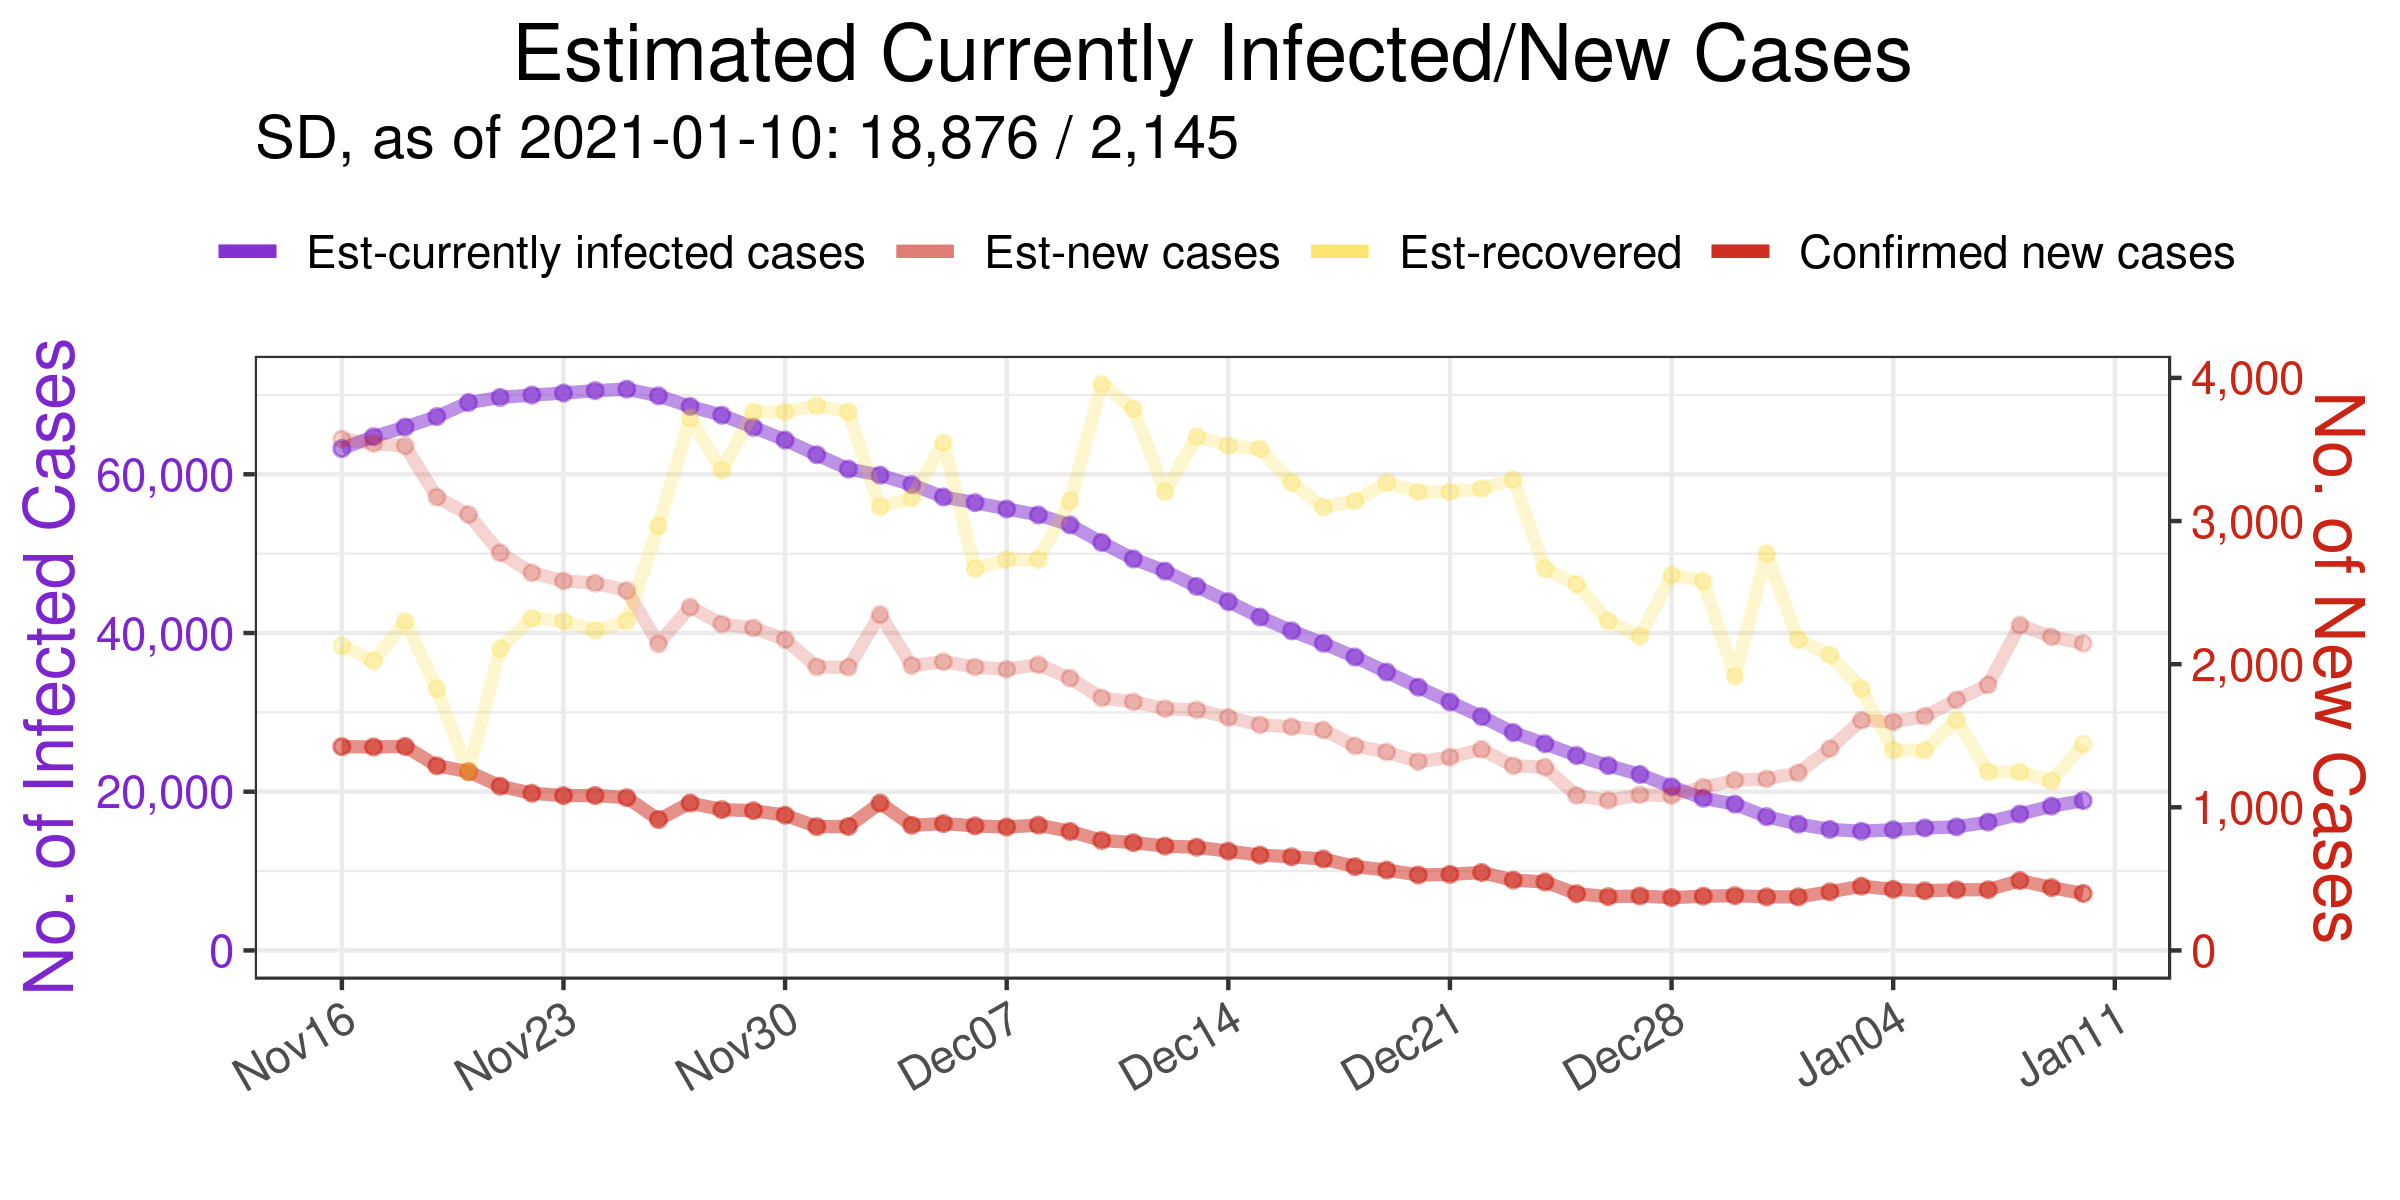 Estimated Currently Infected/New Cases
SD, as of 2021-01-10: 18,876 / 2,145
Est-currently infected cases Est-new cases Est-recovered Confirmed new cases
No. of Infected Cases
60,000
40,000
20,000
0
4,000
3,000
2,000
1,000
0
No. of New Cases
Nov16 Nov23 Nov30 Dec07 Dec14 Dec21 Dec28 Jan04 Jan11